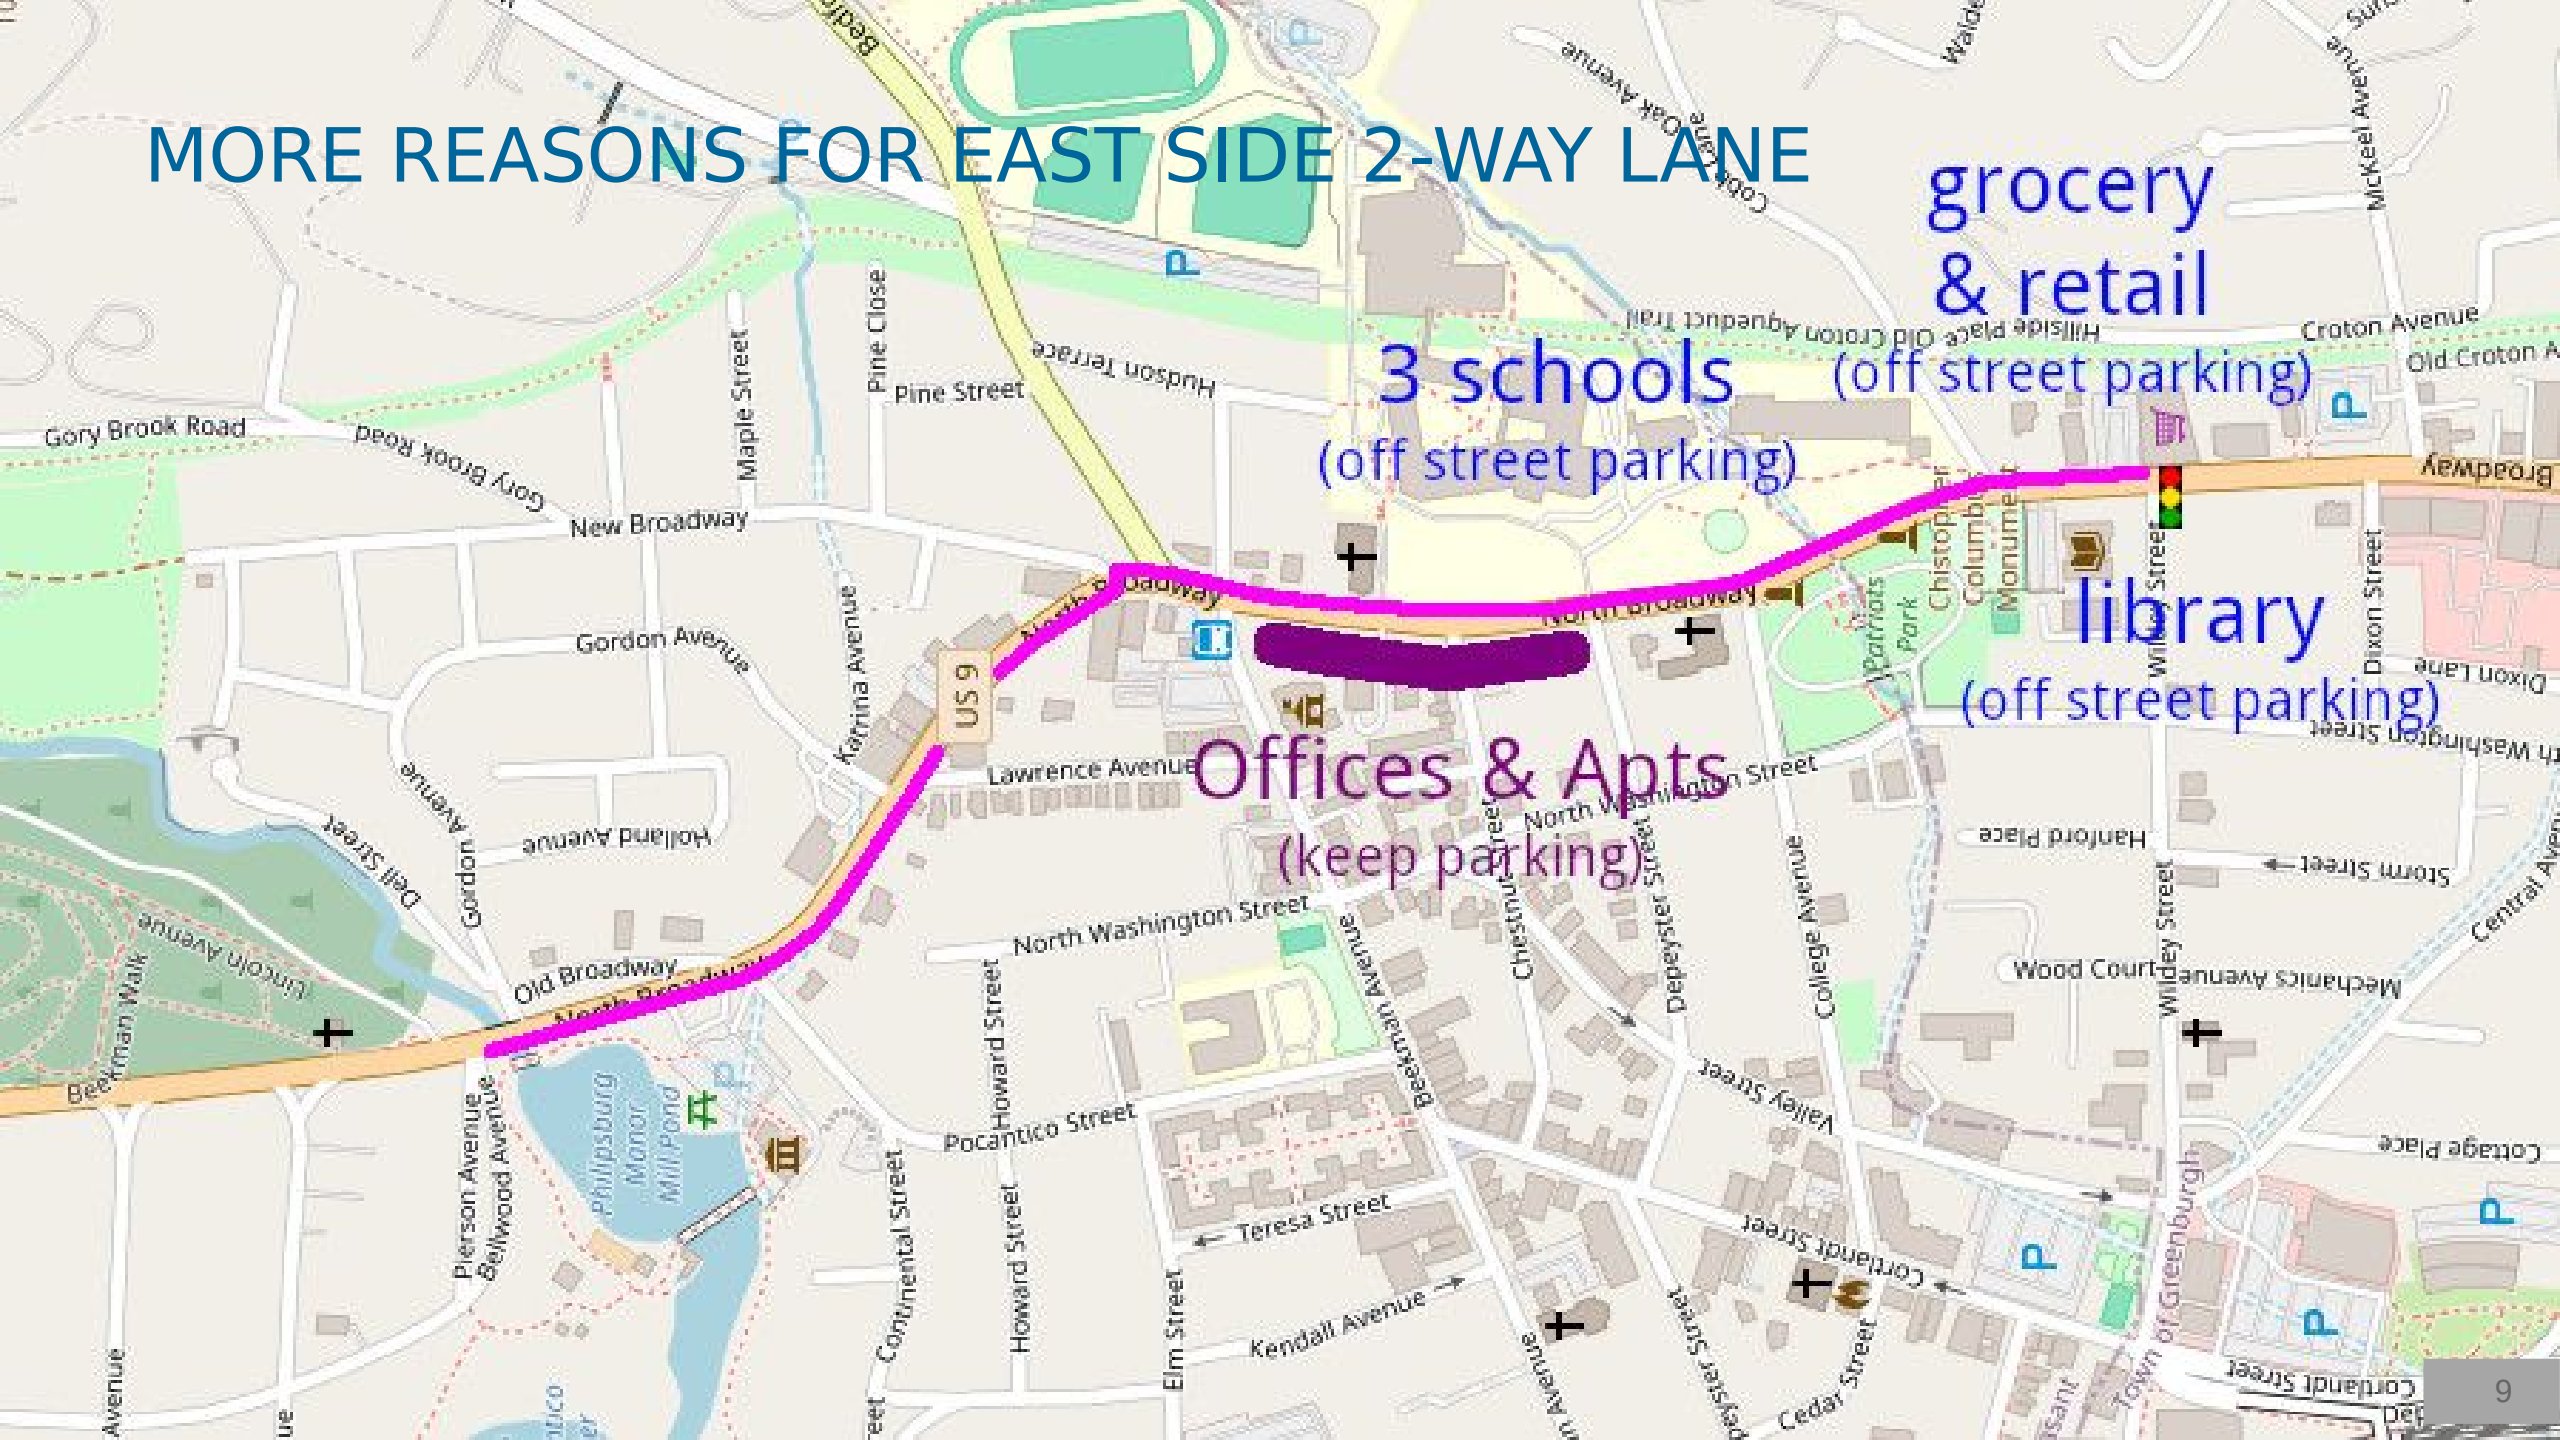 MORE REASONS FOR EAST SIDE 2-WAY LANE
grocery
& retail
(off street parking)
3 schools
(off street parking)
library
(off street parking)
Offices & Apts
(keep parking)
Oak Avenue
McKeel Avenue
Hillside Place
Old Croton Aqueduct Trail
Croton Avenue
Hudson Terrace
Pine Close
Pine Street
Maple Street
Gory Brook Road
Gory Brook Road
New Broadway
North Broadway
North Broadway
North Broadway
Broadway
Chistopher
Columbus
Monument
Patriots
Park
Wildey Street
Dixon Street
Dixon Lane
US 9
Gordon Avenue
Katrina Avenue
Lawrence Avenue
Holland Avenue
Gordon Avenue
Dell Street
Old Broadway
Lincoln Avenue
Beekman Walk
North Washington Street
North Washington Street
Chestnut Street
Depeyster Street
College Avenue
Hanford Place
Storm Street
Central
Wood Court
Mechanics Avenue
Wildey Street
Beekman Avenue
Valley Street
Howard Street
Pocantico Street
Pierson Avenue
Bellwood Avenue
Philipsburg
Manor
Mill Pond
Continental Street
Howard Street
Elm Street
Teresa Street
Kendall Avenue
Cortlandt Street
Cottage Place
Town of Greenburgh
Cedar Street
Cortlandt Street
Avenue
P
P
P
P
P
9